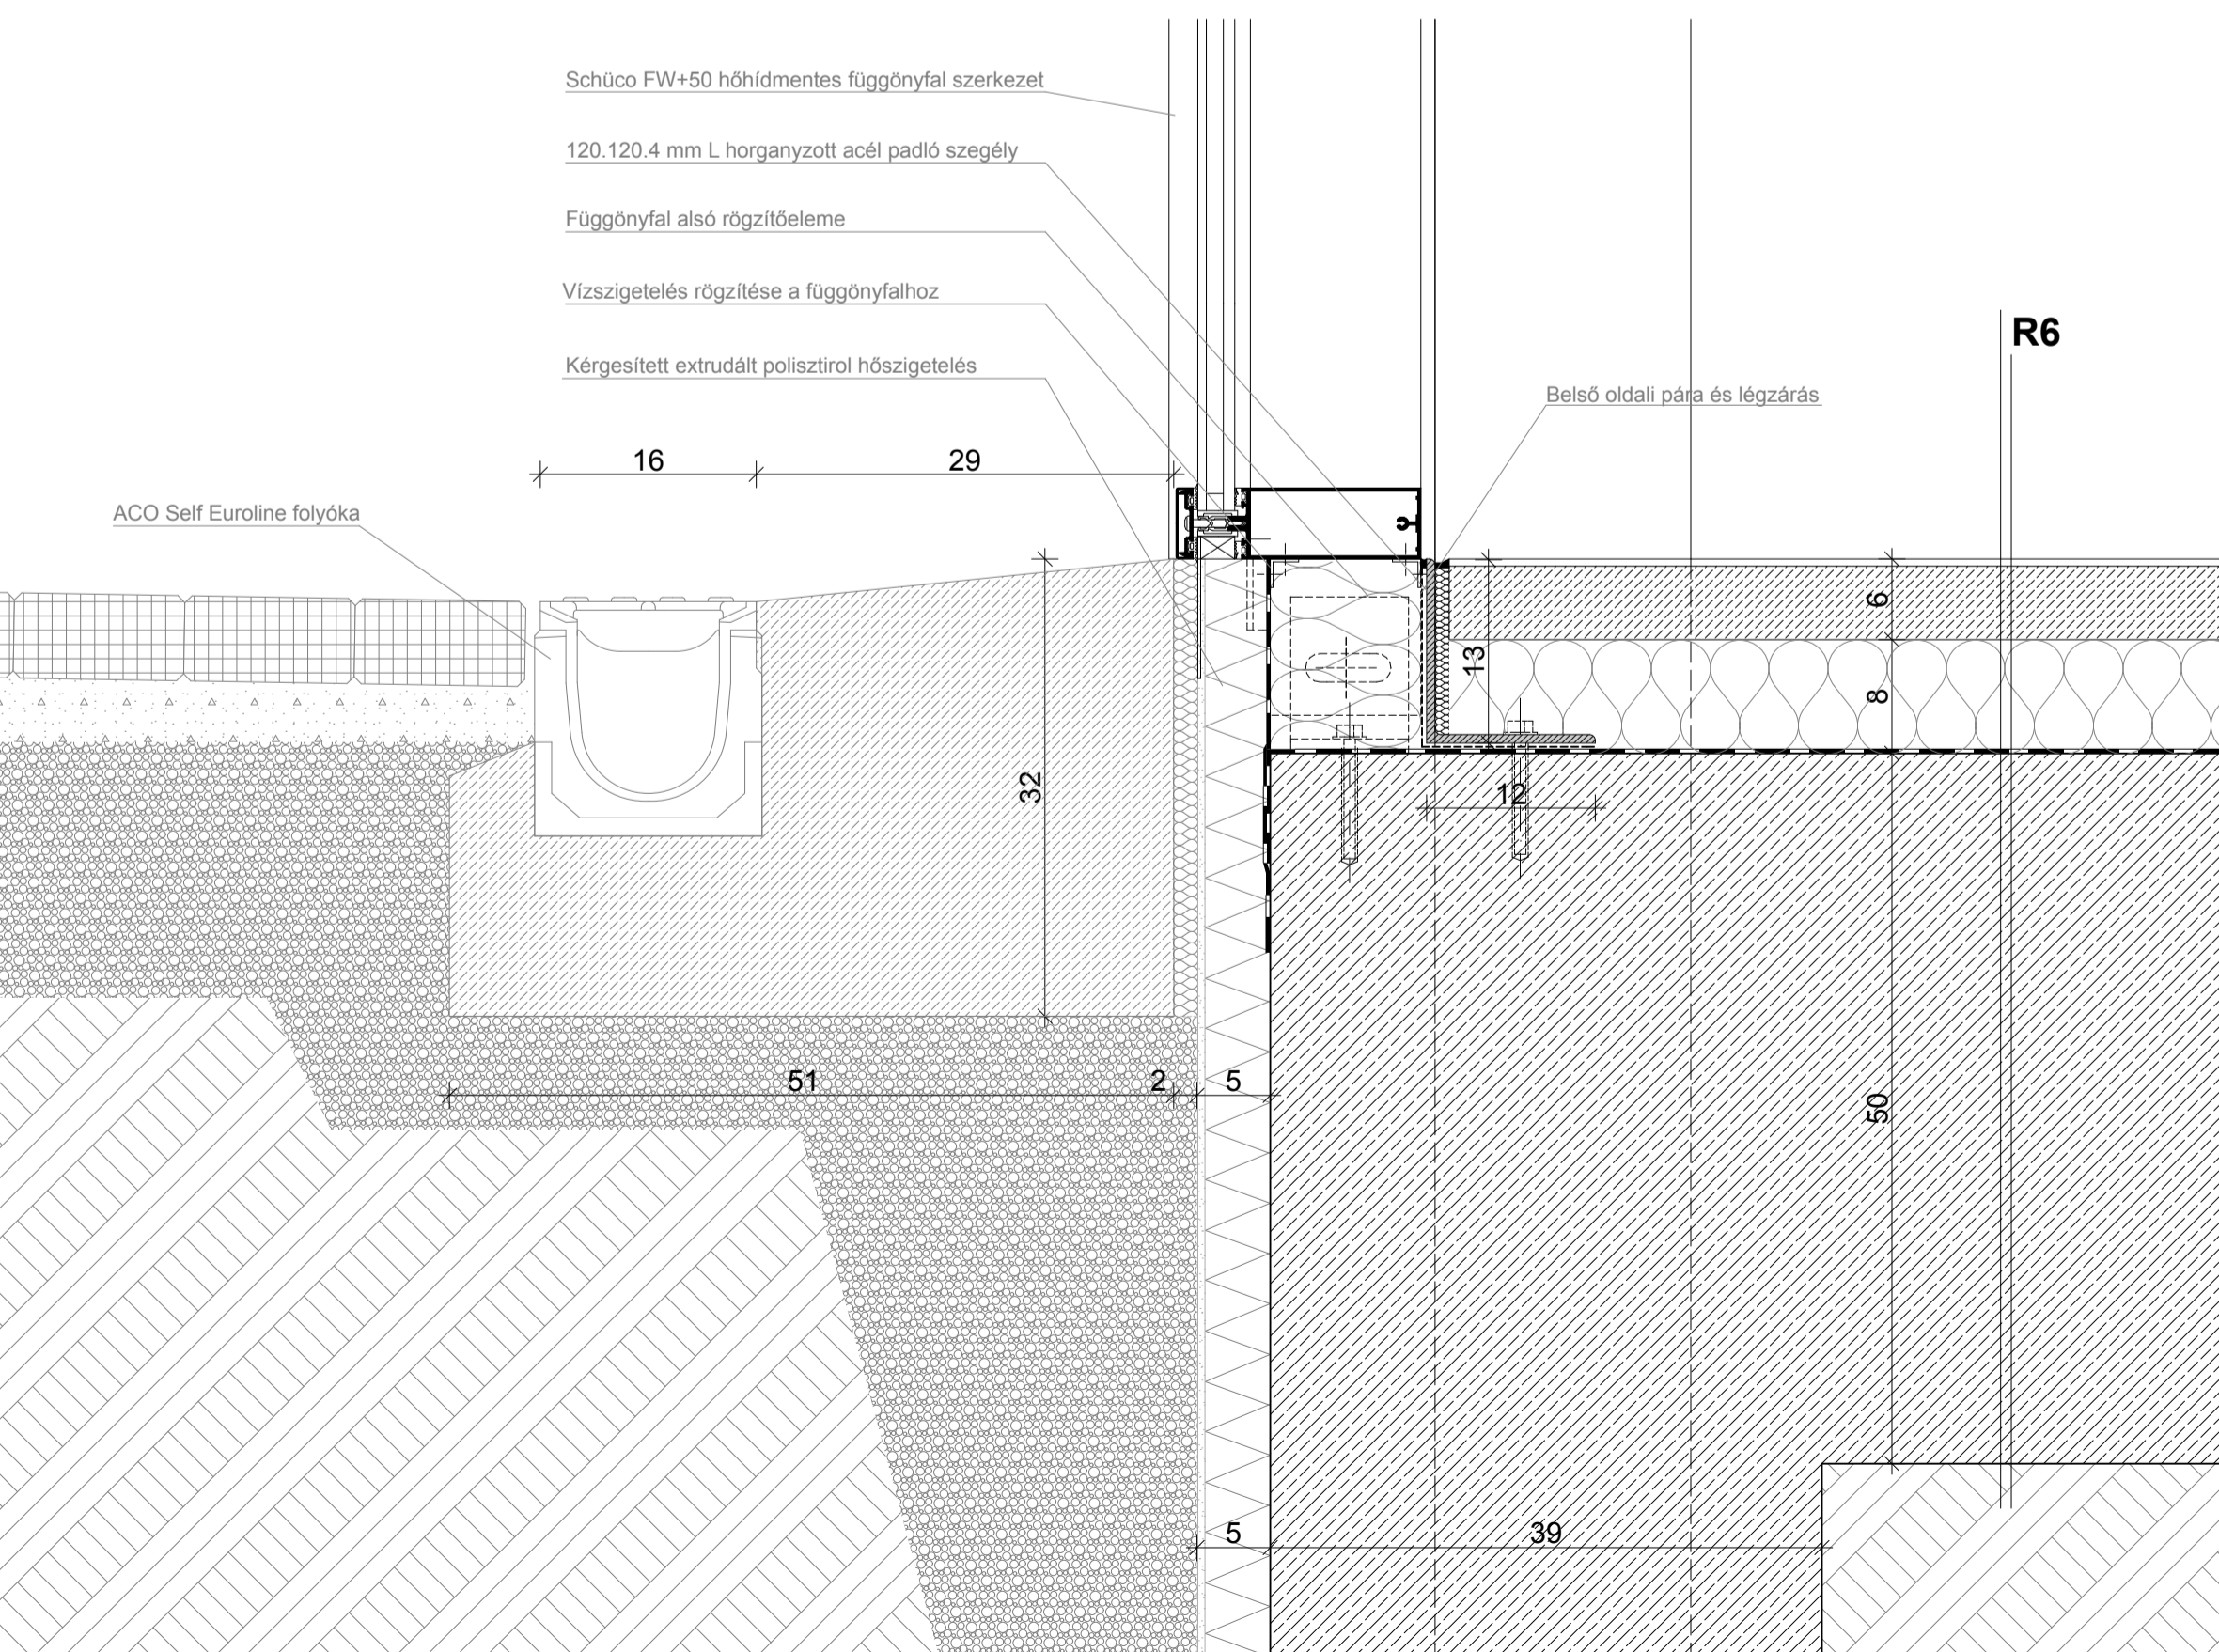 Schüco FW+50 hőhídmentes függönyfal szerkezet
120.120.4 mm L horganyzott acél padló szegély
Függönyfal alsó rögzítőeleme
Vízszigetelés rögzítése a függönyfalhoz
R6
Kérgesített extrudált polisztirol hőszigetelés
Belső oldali pára és légzárás
16
29
ACO Self Euroline folyóka
6
13
8
32
12
51
2
5
50
5
39